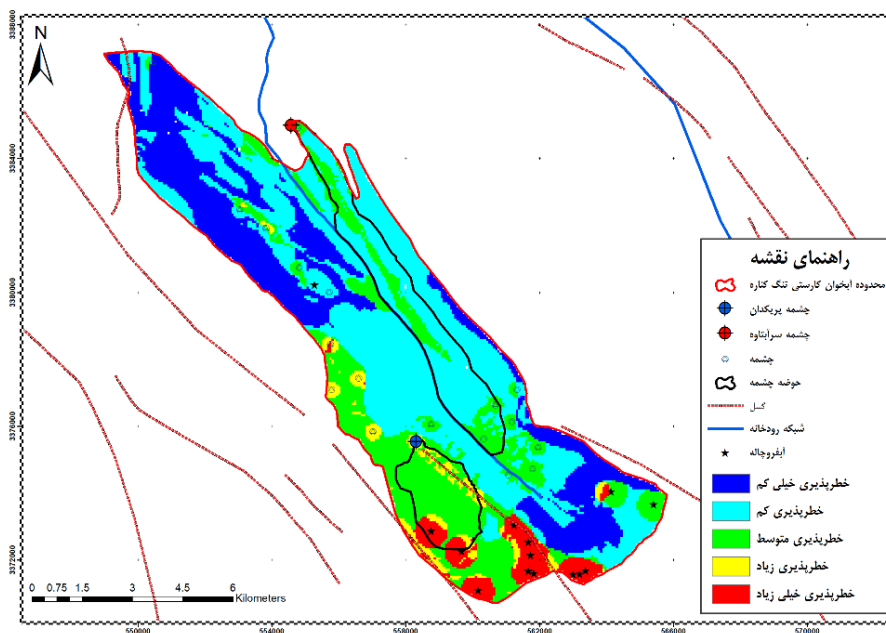 N
3388000
3384000
3380000
3376000
3372000
550000
554000
558000
562000
566000
570000
0 0.75 1.5 3 4.5 6
Kilometers
راهنمای نقشه
محدوده آبخوان کارستی تنگ کناره
چشمه پریکدان
چشمه سرابتاوه
چشمه
حوضه چشمه
گسل
شبکه رودخانه
آبفروچاله
خطرپذیری خیلی کم
خطرپذیری کم
خطرپذیری متوسط
خطرپذیری زیاد
خطرپذیری خیلی زیاد